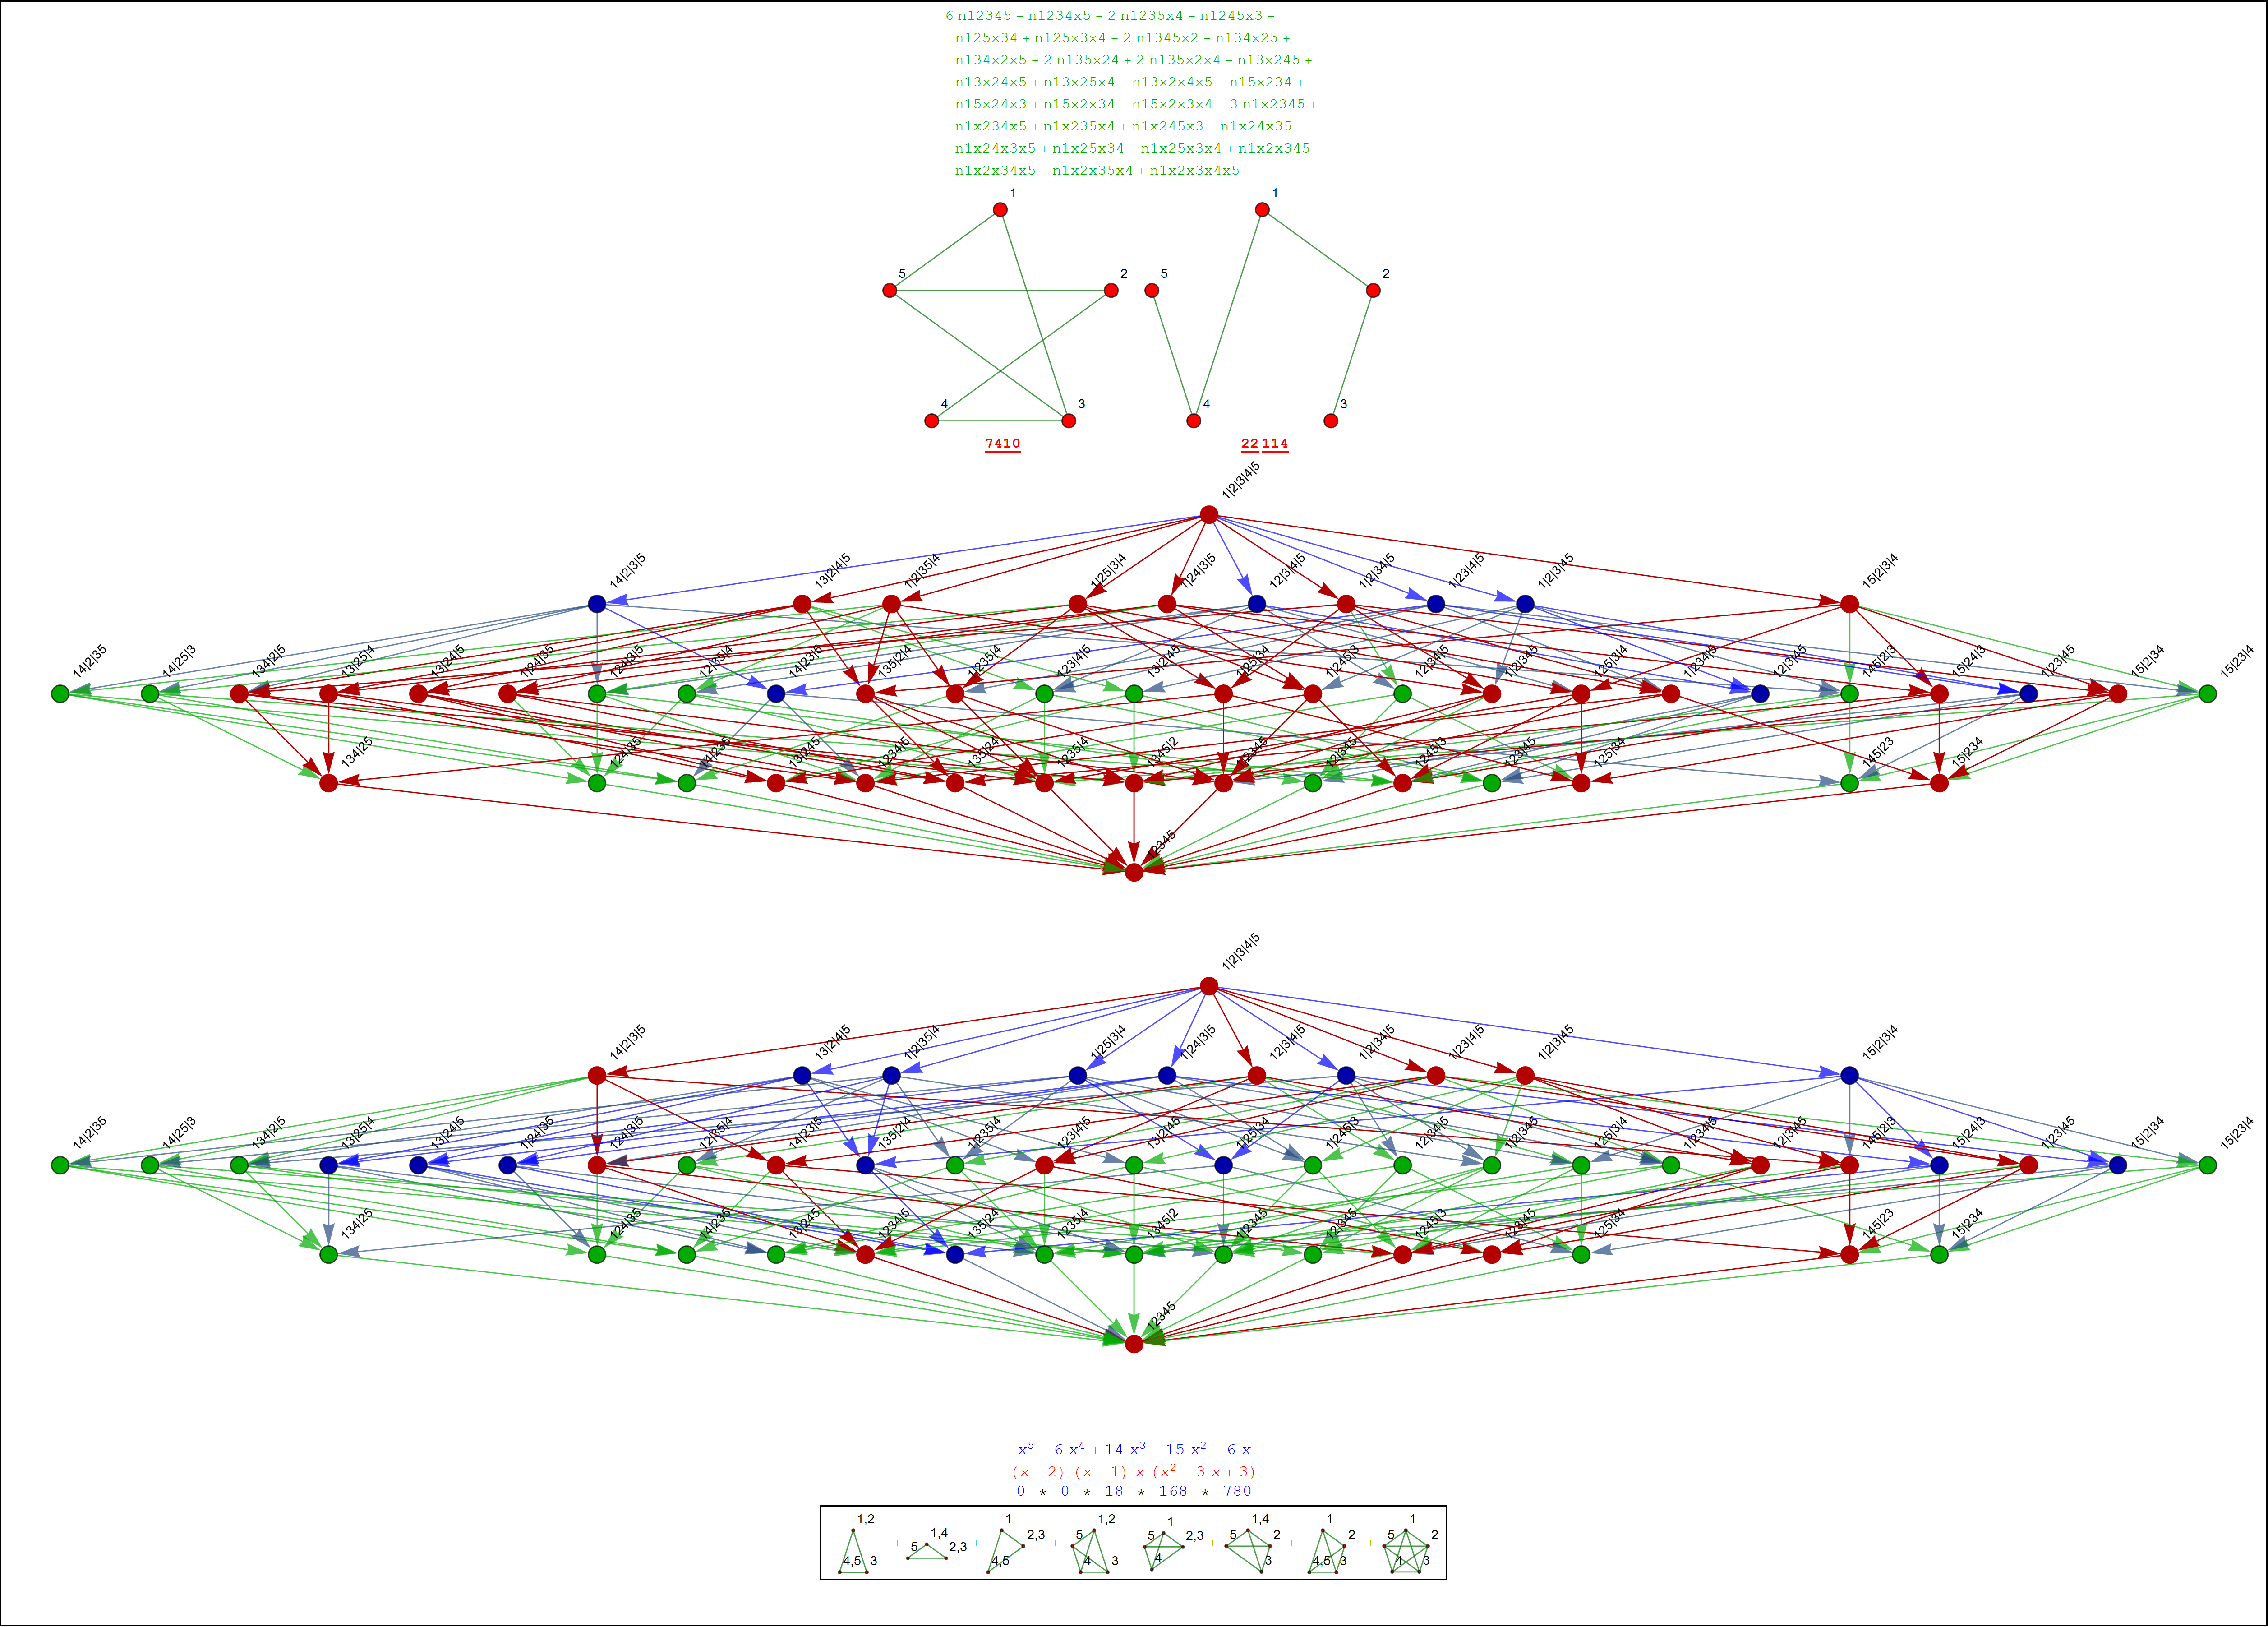 6 n12345 − n1234x5 − 2 n1235x4 − n1245x3 −
n125x34 + n125x3x4 − 2 n1345x2 − n134x25 +
n134x2x5 − 2 n135x24 + 2 n135x2x4 − n13x245 +
n13x24x5 + n13x25x4 − n13x2x4x5 − n15x234 +
n15x24x3 + n15x2x34 − n15x2x3x4 − 3 n1x2345 +
n1x234x5 + n1x235x4 + n1x245x3 + n1x24x35 −
n1x24x3x5 + n1x25x34 − n1x25x3x4 + n1x2x345 −
n1x2x34x5 − n1x2x35x4 + n1x2x3x4x5
1 1
5 2 5 2
4 3 4 3
7410 22 114
1|2|3|4|5
14|2|3|5 13|2|4|5 1|2|35|4 1|25|3|4 1|24|3|5 12|3|4|5 1|2|34|5 1|23|4|5 1|2|3|45 15|2|3|4
14|2|35 14|25|3 134|2|5 13|25|4 13|24|5 1|24|35 124|3|5 12|35|4 14|23|5 135|2|4 1|235|4 123|4|5 13|2|45 1|25|34 1|245|3 12|34|5 1|2|345 125|3|4 1|234|5 12|3|45 145|2|3 15|24|3 1|23|45 15|2|34 15|23|4
134|25 124|35 14|235 13|245 1234|5 135|24 1235|4 1345|2 1|2345 12|345 1245|3 123|45 125|34 145|23 15|234
12345
1|2|3|4|5
14|2|3|5 13|2|4|5 1|2|35|4 1|25|3|4 1|24|3|5 12|3|4|5 1|2|34|5 1|23|4|5 1|2|3|45 15|2|3|4
14|2|35 14|25|3 134|2|5 13|25|4 13|24|5 1|24|35 124|3|5 12|35|4 14|23|5 135|2|4 1|235|4 123|4|5 13|2|45 1|25|34 1|245|3 12|34|5 1|2|345 125|3|4 1|234|5 12|3|45 145|2|3 15|24|3 1|23|45 15|2|34 15|23|4
134|25 124|35 14|235 13|245 1234|5 135|24 1235|4 1345|2 1|2345 12|345 1245|3 123|45 125|34 145|23 15|234
12345
x⁵ − 6 x⁴ + 14 x³ − 15 x² + 6 x
(x − 2) (x − 1) x (x² − 3 x + 3)
0 * 0 * 18 * 168 * 780
1,2 4,5 3 + 1,4 5 2,3 + 1 2,3 4,5 + 1,2 5 4 3 + 1 5 2,3 4 + 1,4 5 2 3 + 1 2 4,5 3 + 1 5 2 4 3